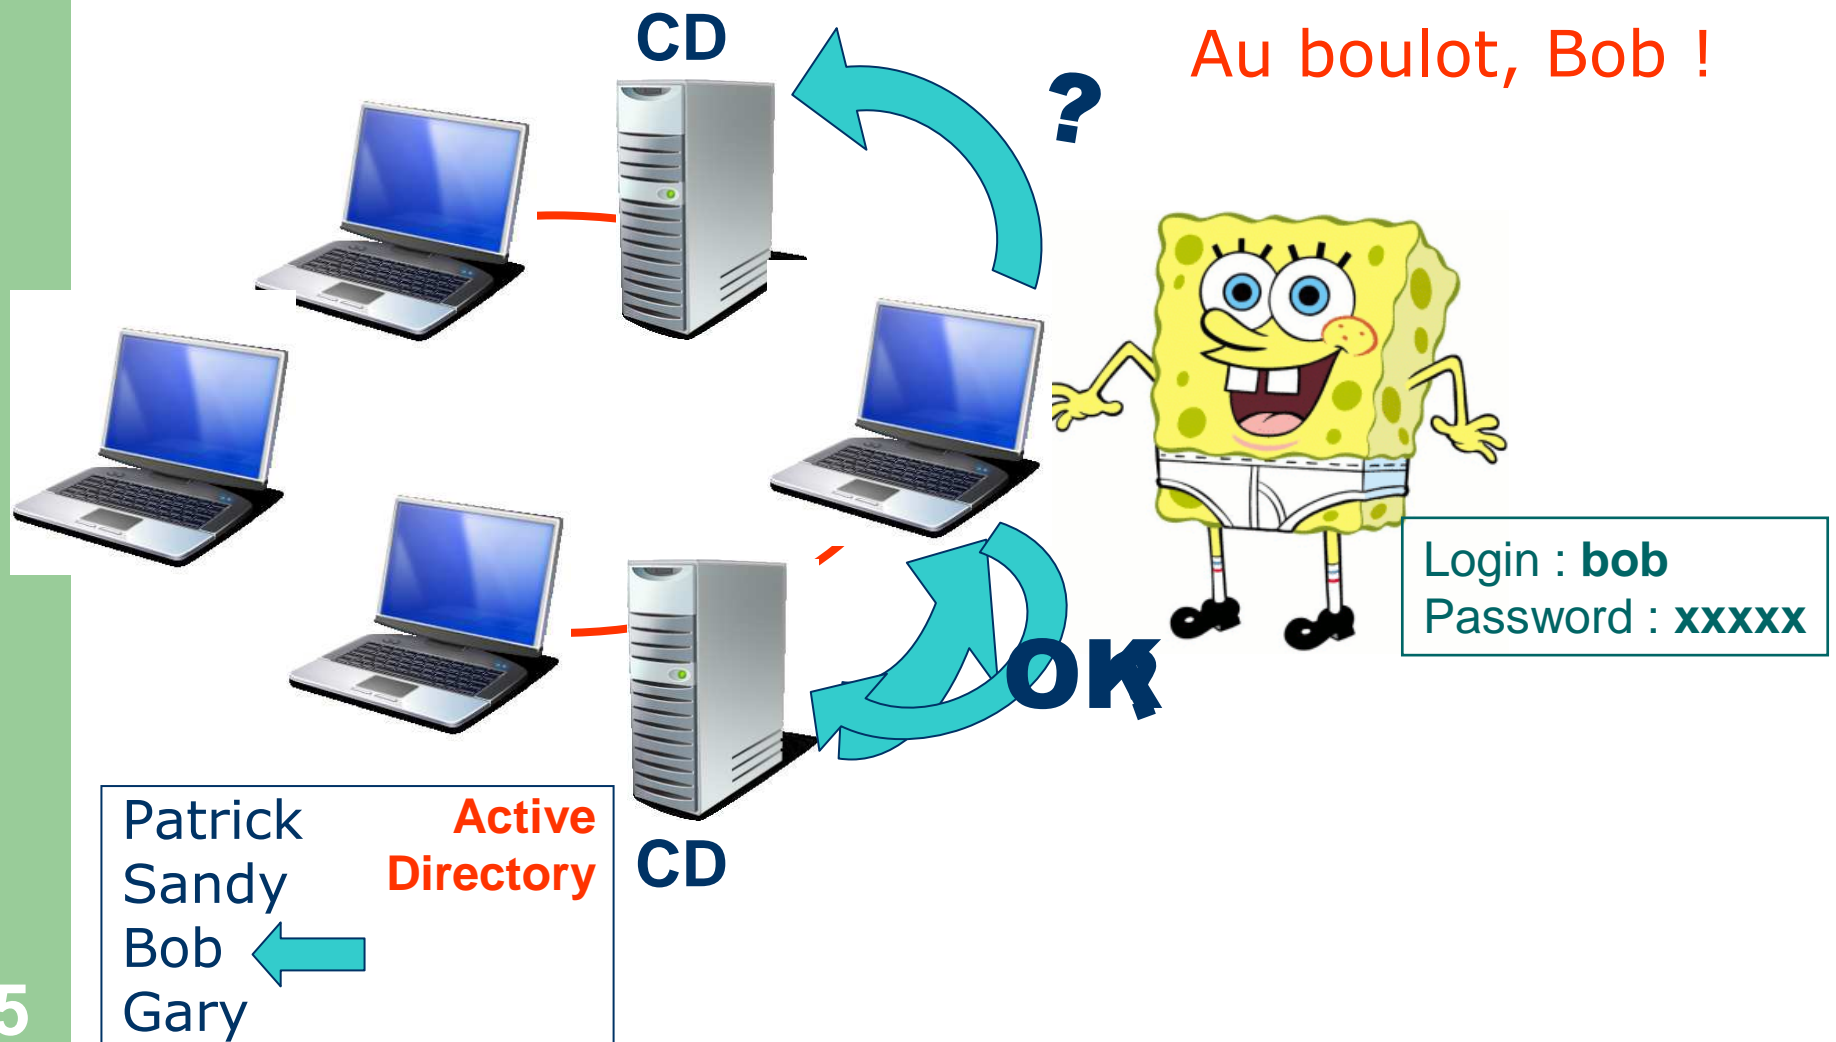 CD
Au boulot, Bob !
?
Login : bob
Password : xxxxx
OK
Patrick
Sandy
Bob
Gary
Active
Directory
CD
5